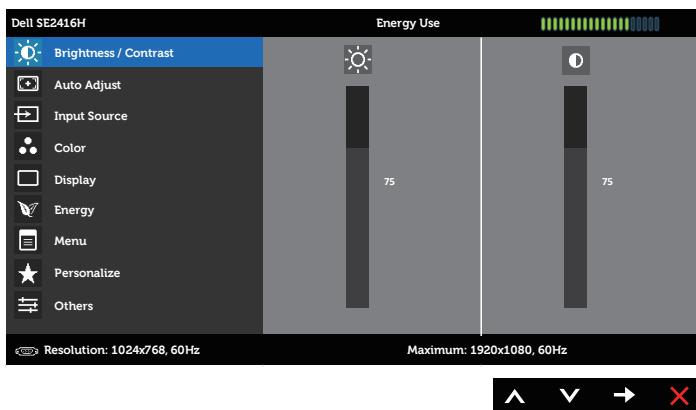 Dell SE2416H Energy Use
Brightness / Contrast
Auto Adjust
Input Source
Color
Display 75 75
Energy
Menu
Personalize
Others
Resolution: 1024x768, 60Hz Maximum: 1920x1080, 60Hz